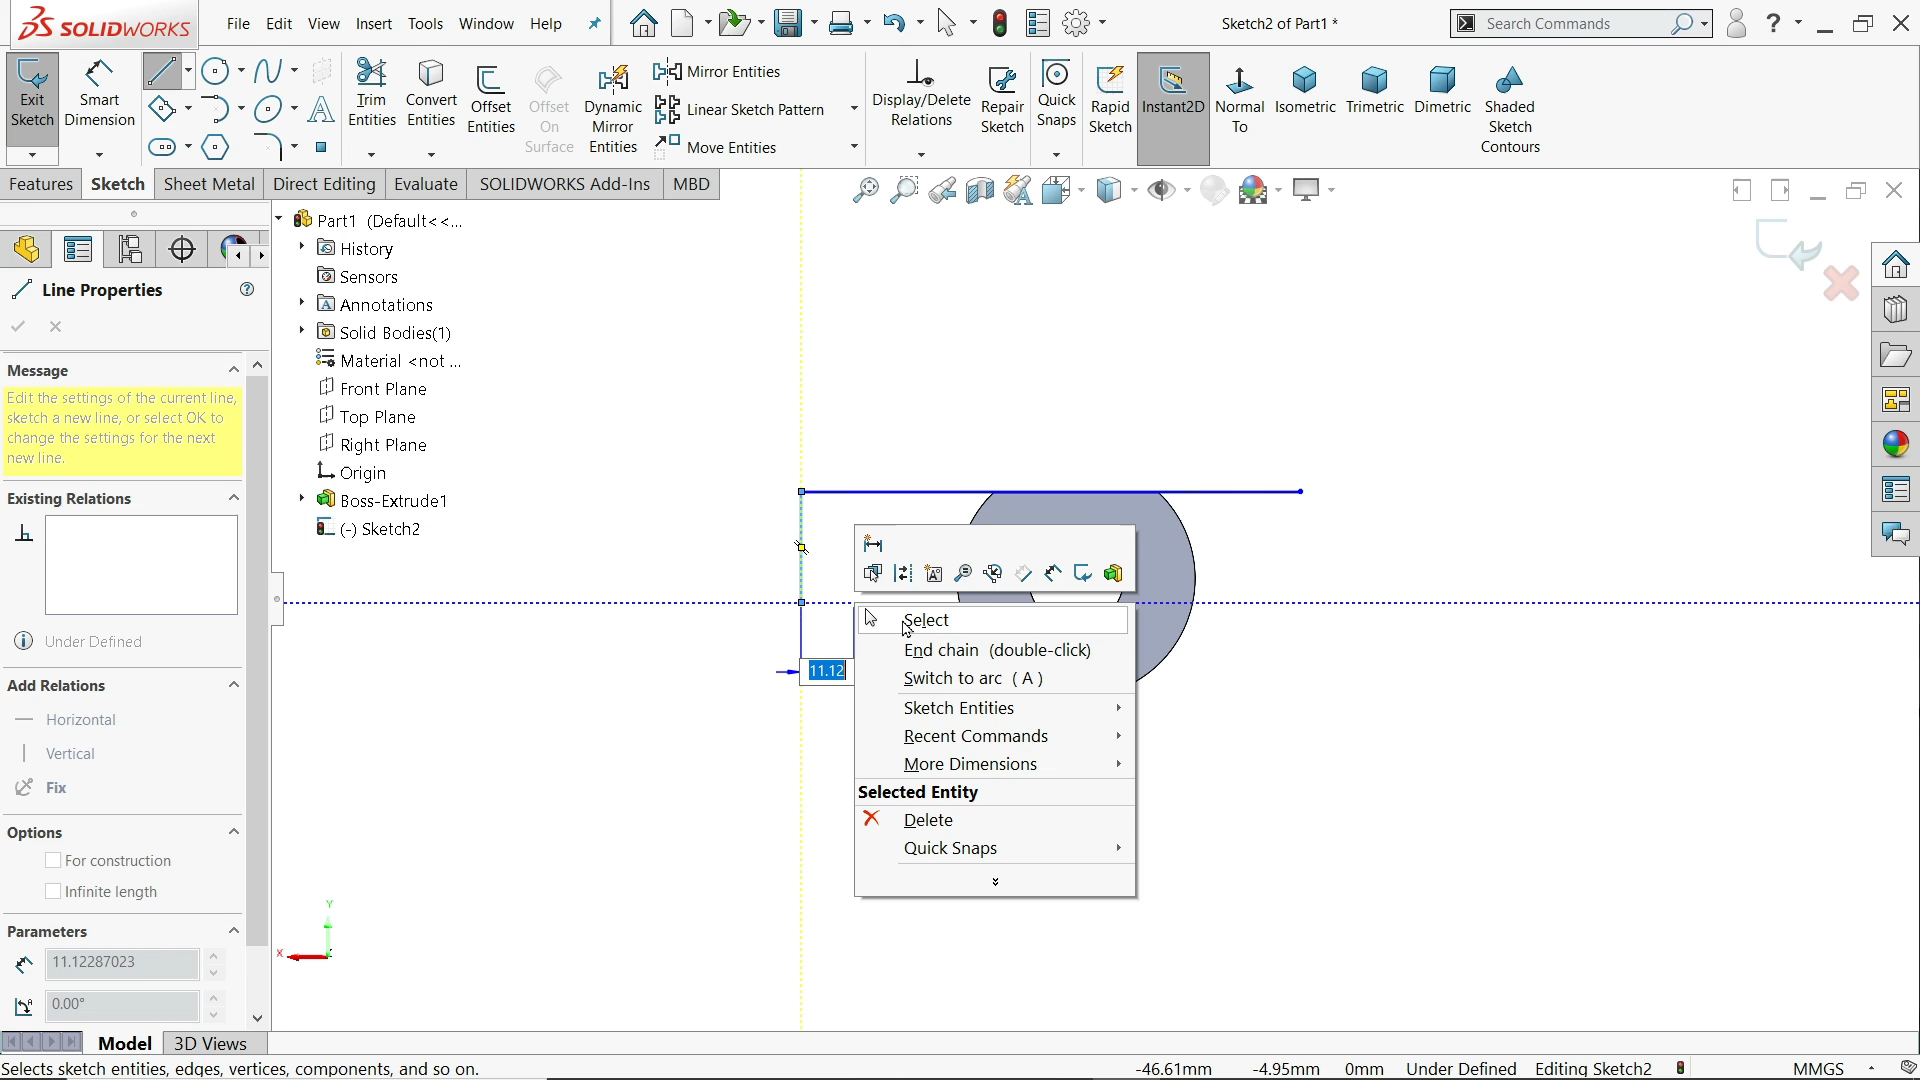 SOLIDWORKS File Edit View Insert Tools Window Help Sketch2 of Part1 * Search Commands ?
Exit Sketch
Smart Dimension
Trim Entities
Convert Entities
Offset Entities
Offset On Surface
Dynamic Mirror Entities
Mirror Entities
Linear Sketch Pattern
Move Entities
Display/Delete Relations
Repair Sketch
Quick Snaps
Rapid Sketch
Instant2D
Normal To
Isometric
Trimetric
Dimetric
Shaded Sketch Contours
Features Sketch Sheet Metal Direct Editing Evaluate SOLIDWORKS Add-Ins MBD
Line Properties
Message
Edit the settings of the current line,
sketch a new line, or select OK to
change the settings for the next
new line.
Existing Relations
Under Defined
Add Relations
Horizontal
Vertical
Fix
Options
For construction
Infinite length
Parameters
11.12287023
0.00°
Part1 (Default<<...
History
Sensors
Annotations
Solid Bodies(1)
Material <not ...
Front Plane
Top Plane
Right Plane
Origin
Boss-Extrude1
(-) Sketch2
11.12
Select
End chain (double-click)
Switch to arc (A)
Sketch Entities
Recent Commands
More Dimensions
Selected Entity
Delete
Quick Snaps
Y
X
Model 3D Views
Selects sketch entities, edges, vertices, components, and so on. -46.61mm -4.95mm 0mm Under Defined Editing Sketch2 MMGS